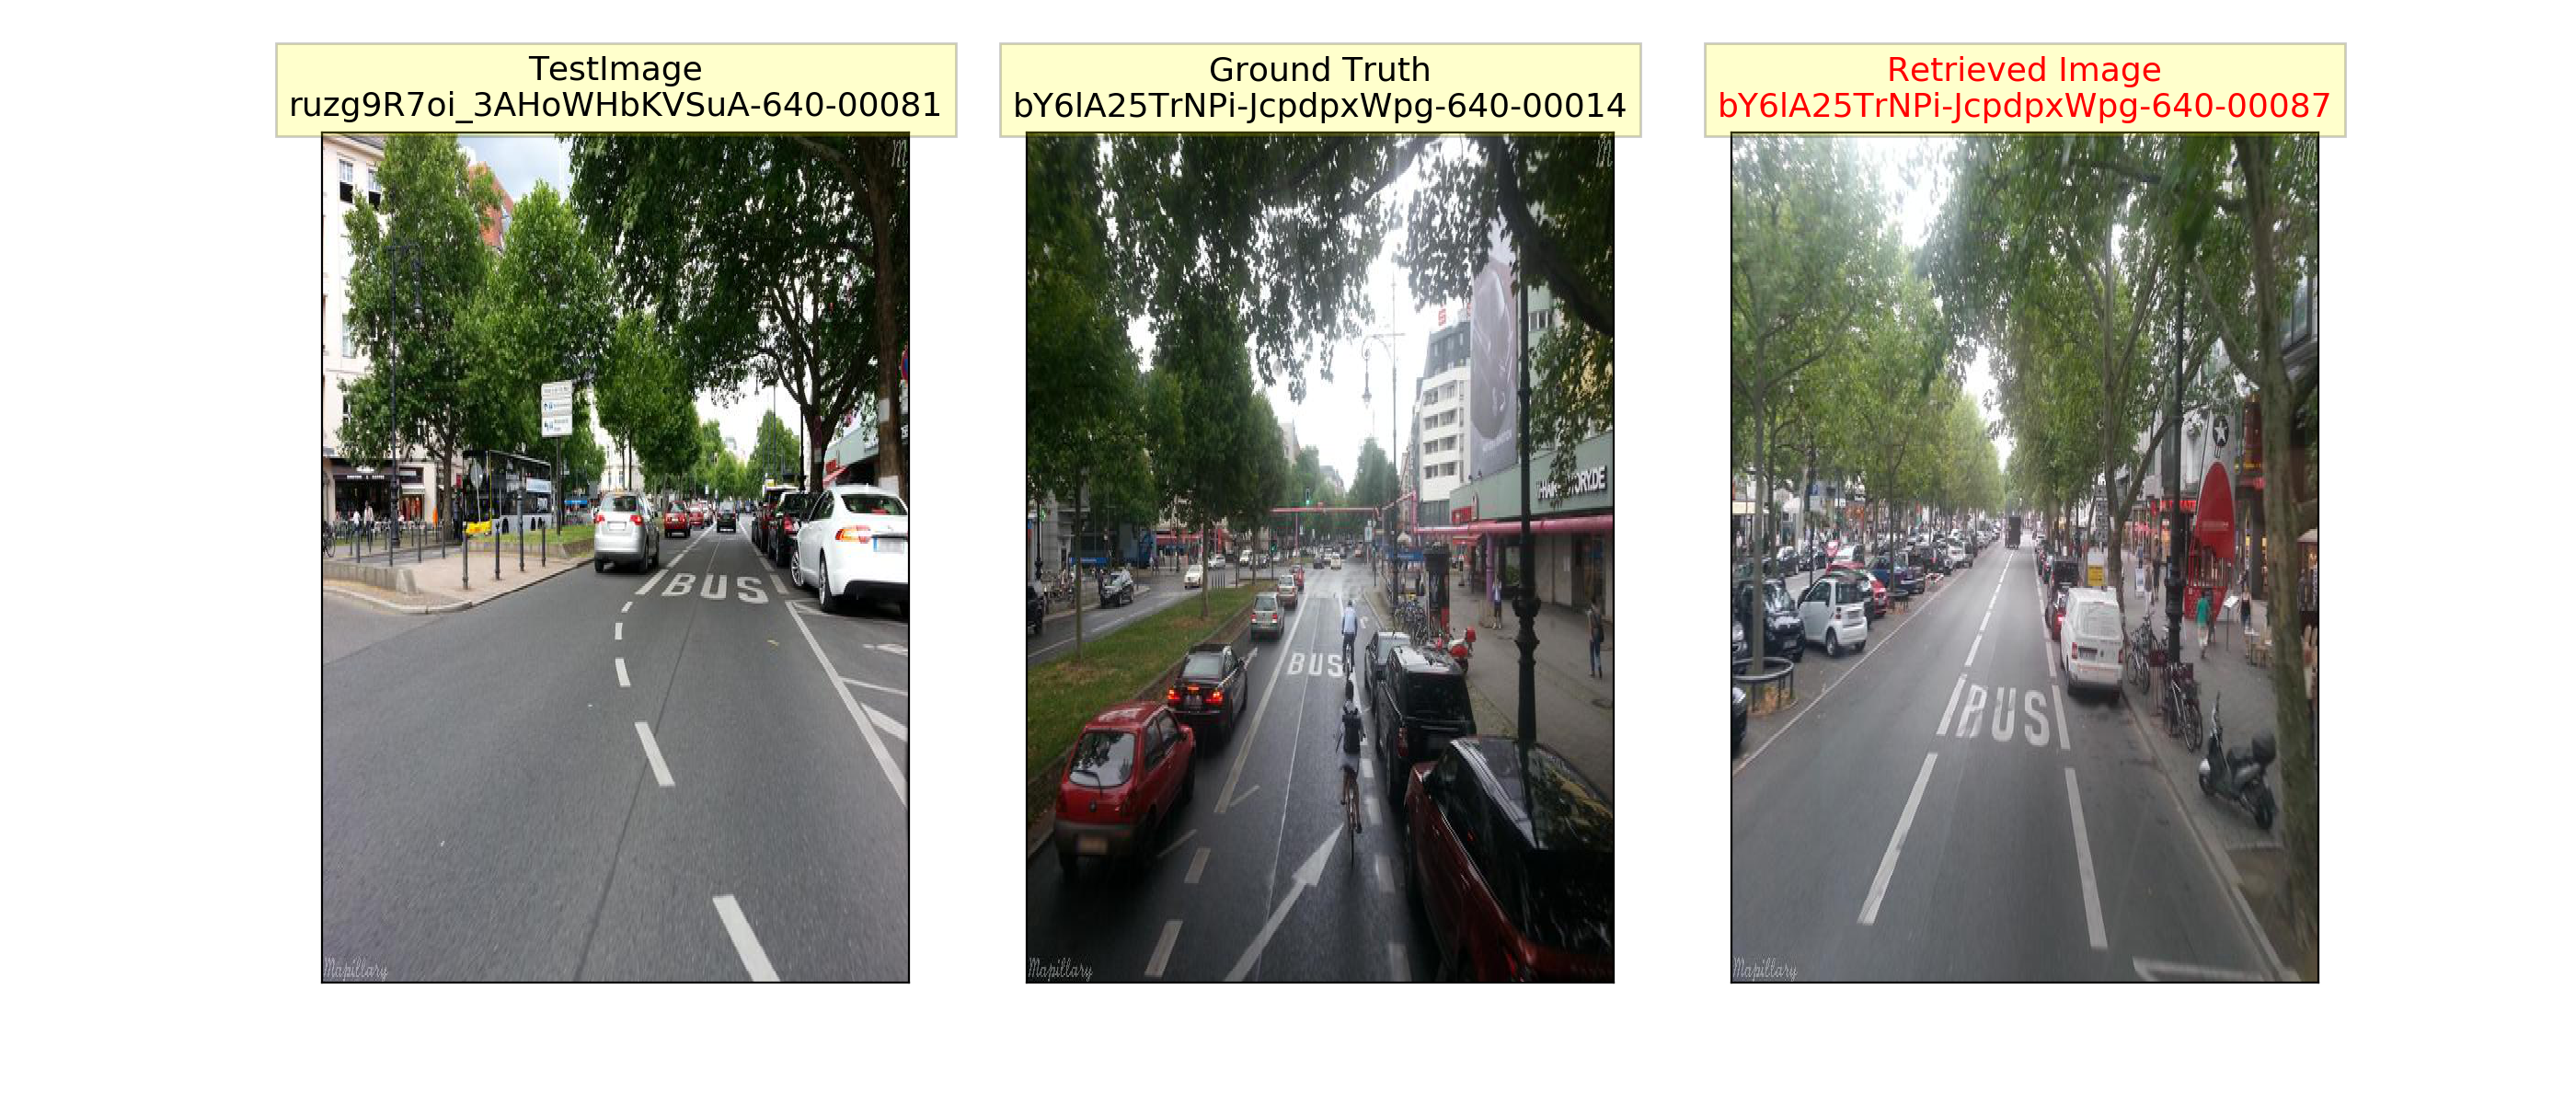 TestImage
ruzg9R7oi_3AHoWHbKVSuA-640-00081
Ground Truth
bY6lA25TrNPi-JcpdpxWpg-640-00014
Retrieved Image
bY6lA25TrNPi-JcpdpxWpg-640-00087
BUS
BUS
BUS
Mapillary
Mapillary
Mapillary